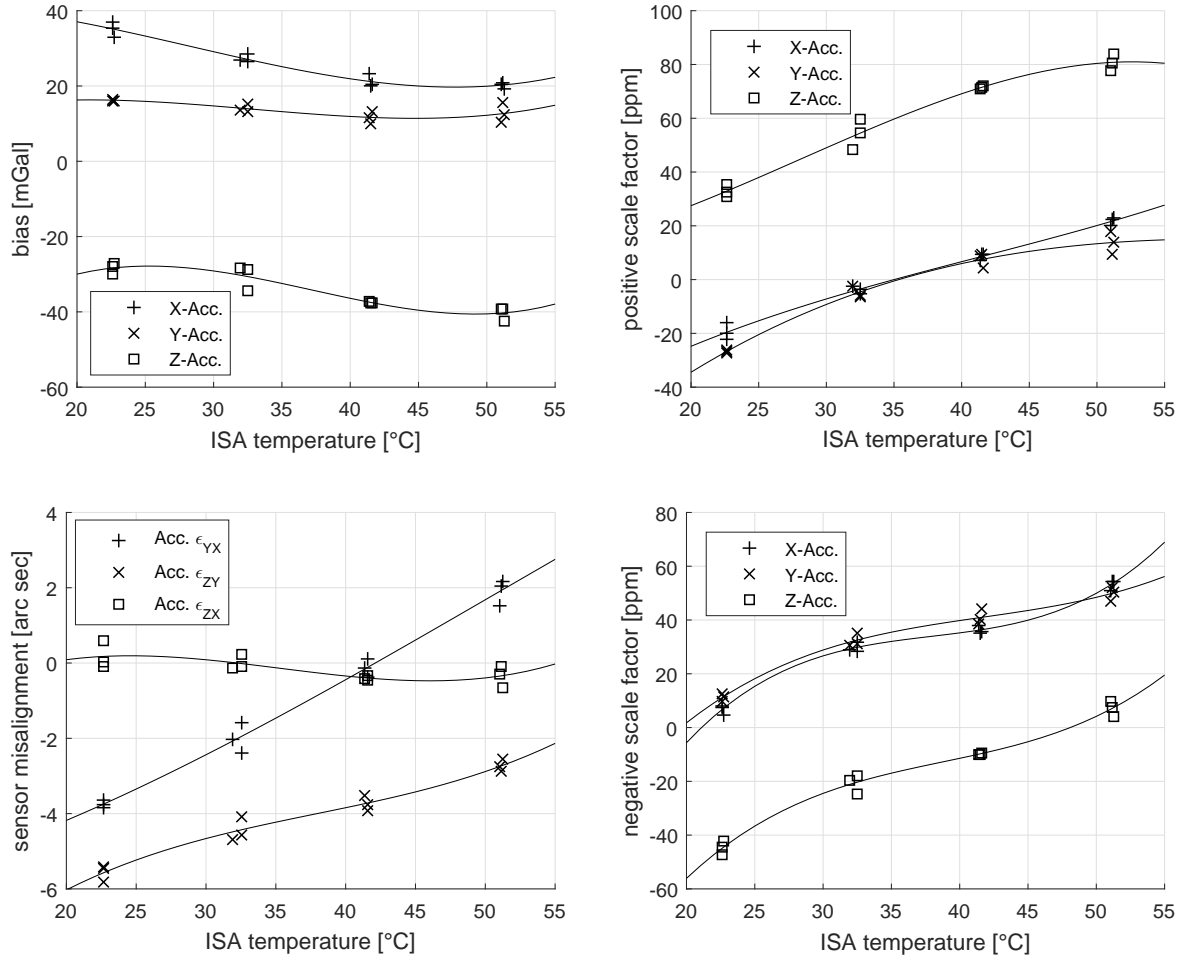 40
20
0
-20
-40
-60
bias [mGal]
X-Acc.
Y-Acc.
Z-Acc.
20 25 30 35 40 45 50 55
ISA temperature [°C]
100
80
60
40
20
0
-20
-40
positive scale factor [ppm]
X-Acc.
Y-Acc.
Z-Acc.
20 25 30 35 40 45 50 55
ISA temperature [°C]
4
2
0
-2
-4
-6
sensor misalignment [arc sec]
Acc. ϵYX
Acc. ϵZY
Acc. ϵZX
20 25 30 35 40 45 50 55
ISA temperature [°C]
80
60
40
20
0
-20
-40
-60
negative scale factor [ppm]
X-Acc.
Y-Acc.
Z-Acc.
20 25 30 35 40 45 50 55
ISA temperature [°C]